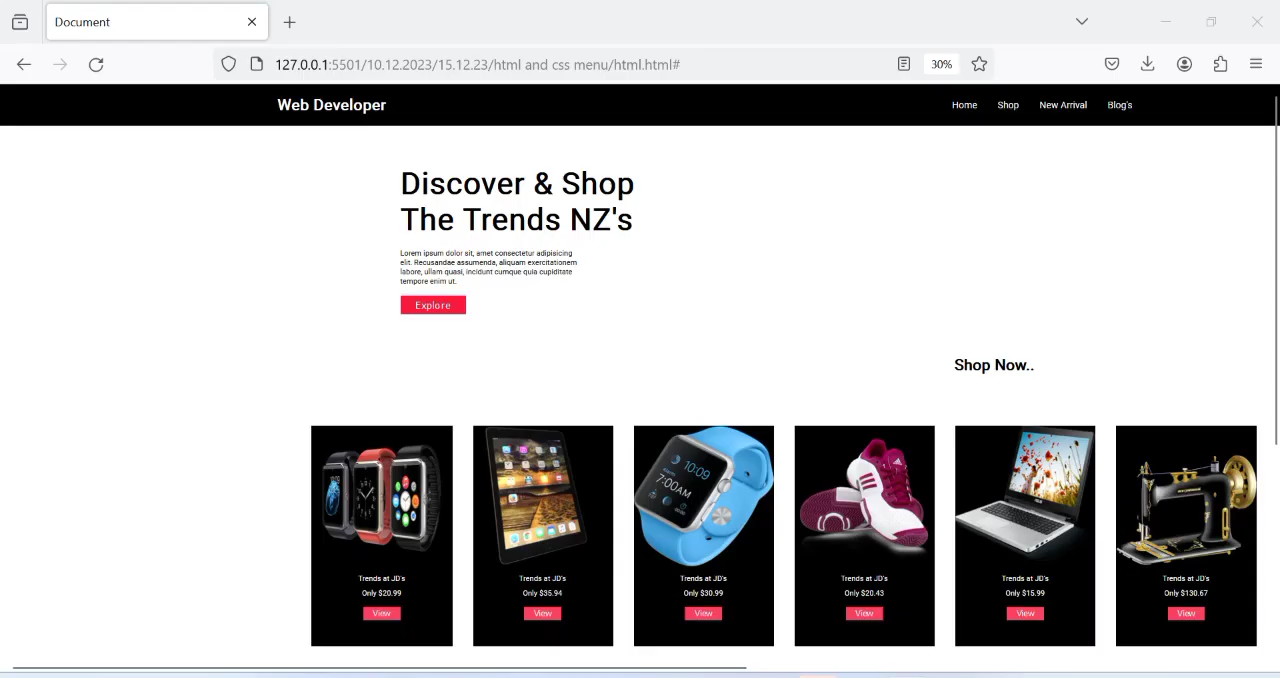 Document
127.0.0.1:5501/10.12.2023/15.12.23/html and css menu/html.html#
30%
Web Developer
Home Shop New Arrival Blog's
Discover & Shop
The Trends NZ's
Lorem ipsum dolor sit, amet consectetur adipisicing
elit. Recusandae assumenda, aliquam exercitationem
labore, ullam quasi, incidunt cumque quia cupiditate
tempore enim ut.
Explore
Shop Now..
10:09
7:00AM
ASUS
Trends at JD's Trends at JD's Trends at JD's Trends at JD's Trends at JD's Trends at JD's
Only $20.99 Only $35.94 Only $30.99 Only $20.43 Only $15.99 Only $130.67
View View View View View View